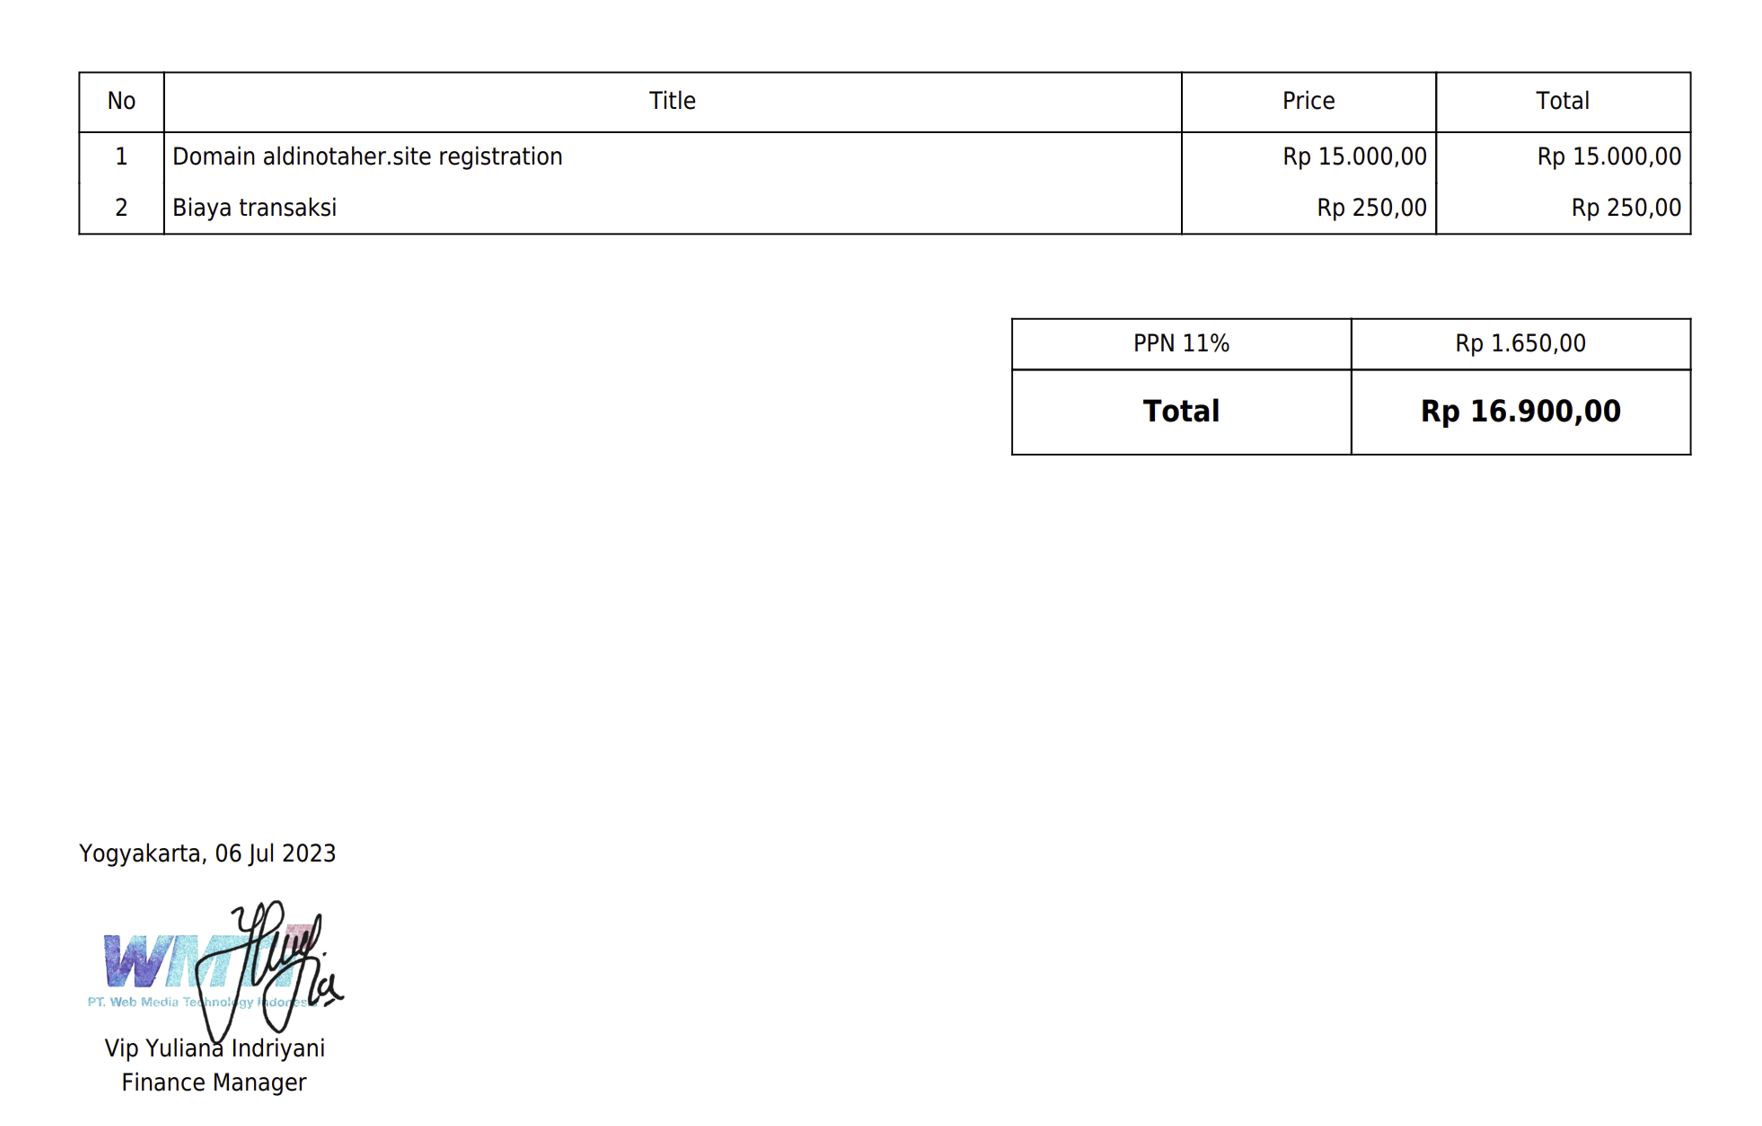 No Title Price Total
1 Domain aldinotaher.site registration Rp 15.000,00 Rp 15.000,00
2 Biaya transaksi Rp 250,00 Rp 250,00
PPN 11% Rp 1.650,00
Total Rp 16.900,00
Yogyakarta, 06 Jul 2023
PT. Web Media Technology Indonesia
Vip Yuliana Indriyani
Finance Manager